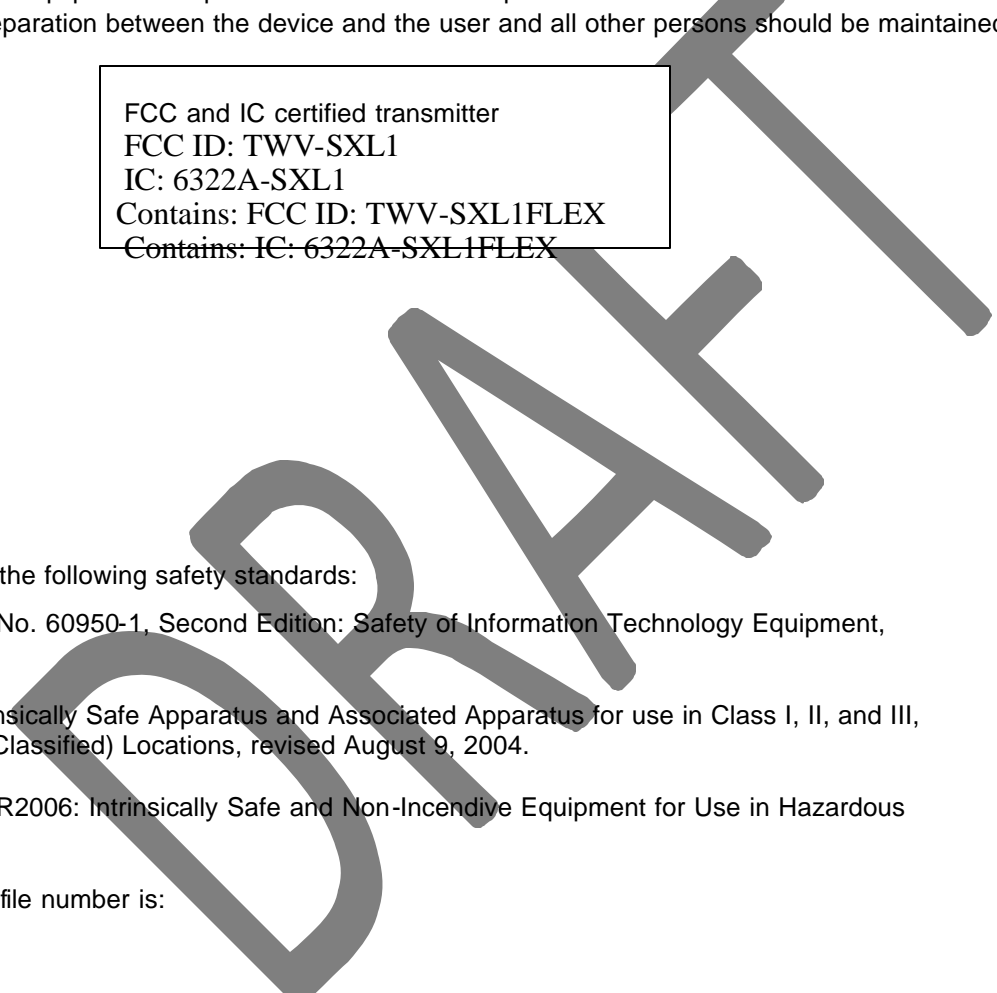 eparation between the device and the user and all other persons should be maintained
FCC and IC certified transmitter
FCC ID: TWV-SXL1
IC: 6322A-SXL1
Contains: FCC ID: TWV-SXL1FLEX
Contains: IC: 6322A-SXL1FLEX
the following safety standards:
No. 60950-1, Second Edition: Safety of Information Technology Equipment,
nsically Safe Apparatus and Associated Apparatus for use in Class I, II, and III,
Classified) Locations, revised August 9, 2004.
R2006: Intrinsically Safe and Non-Incendive Equipment for Use in Hazardous
file number is:
DRAFT